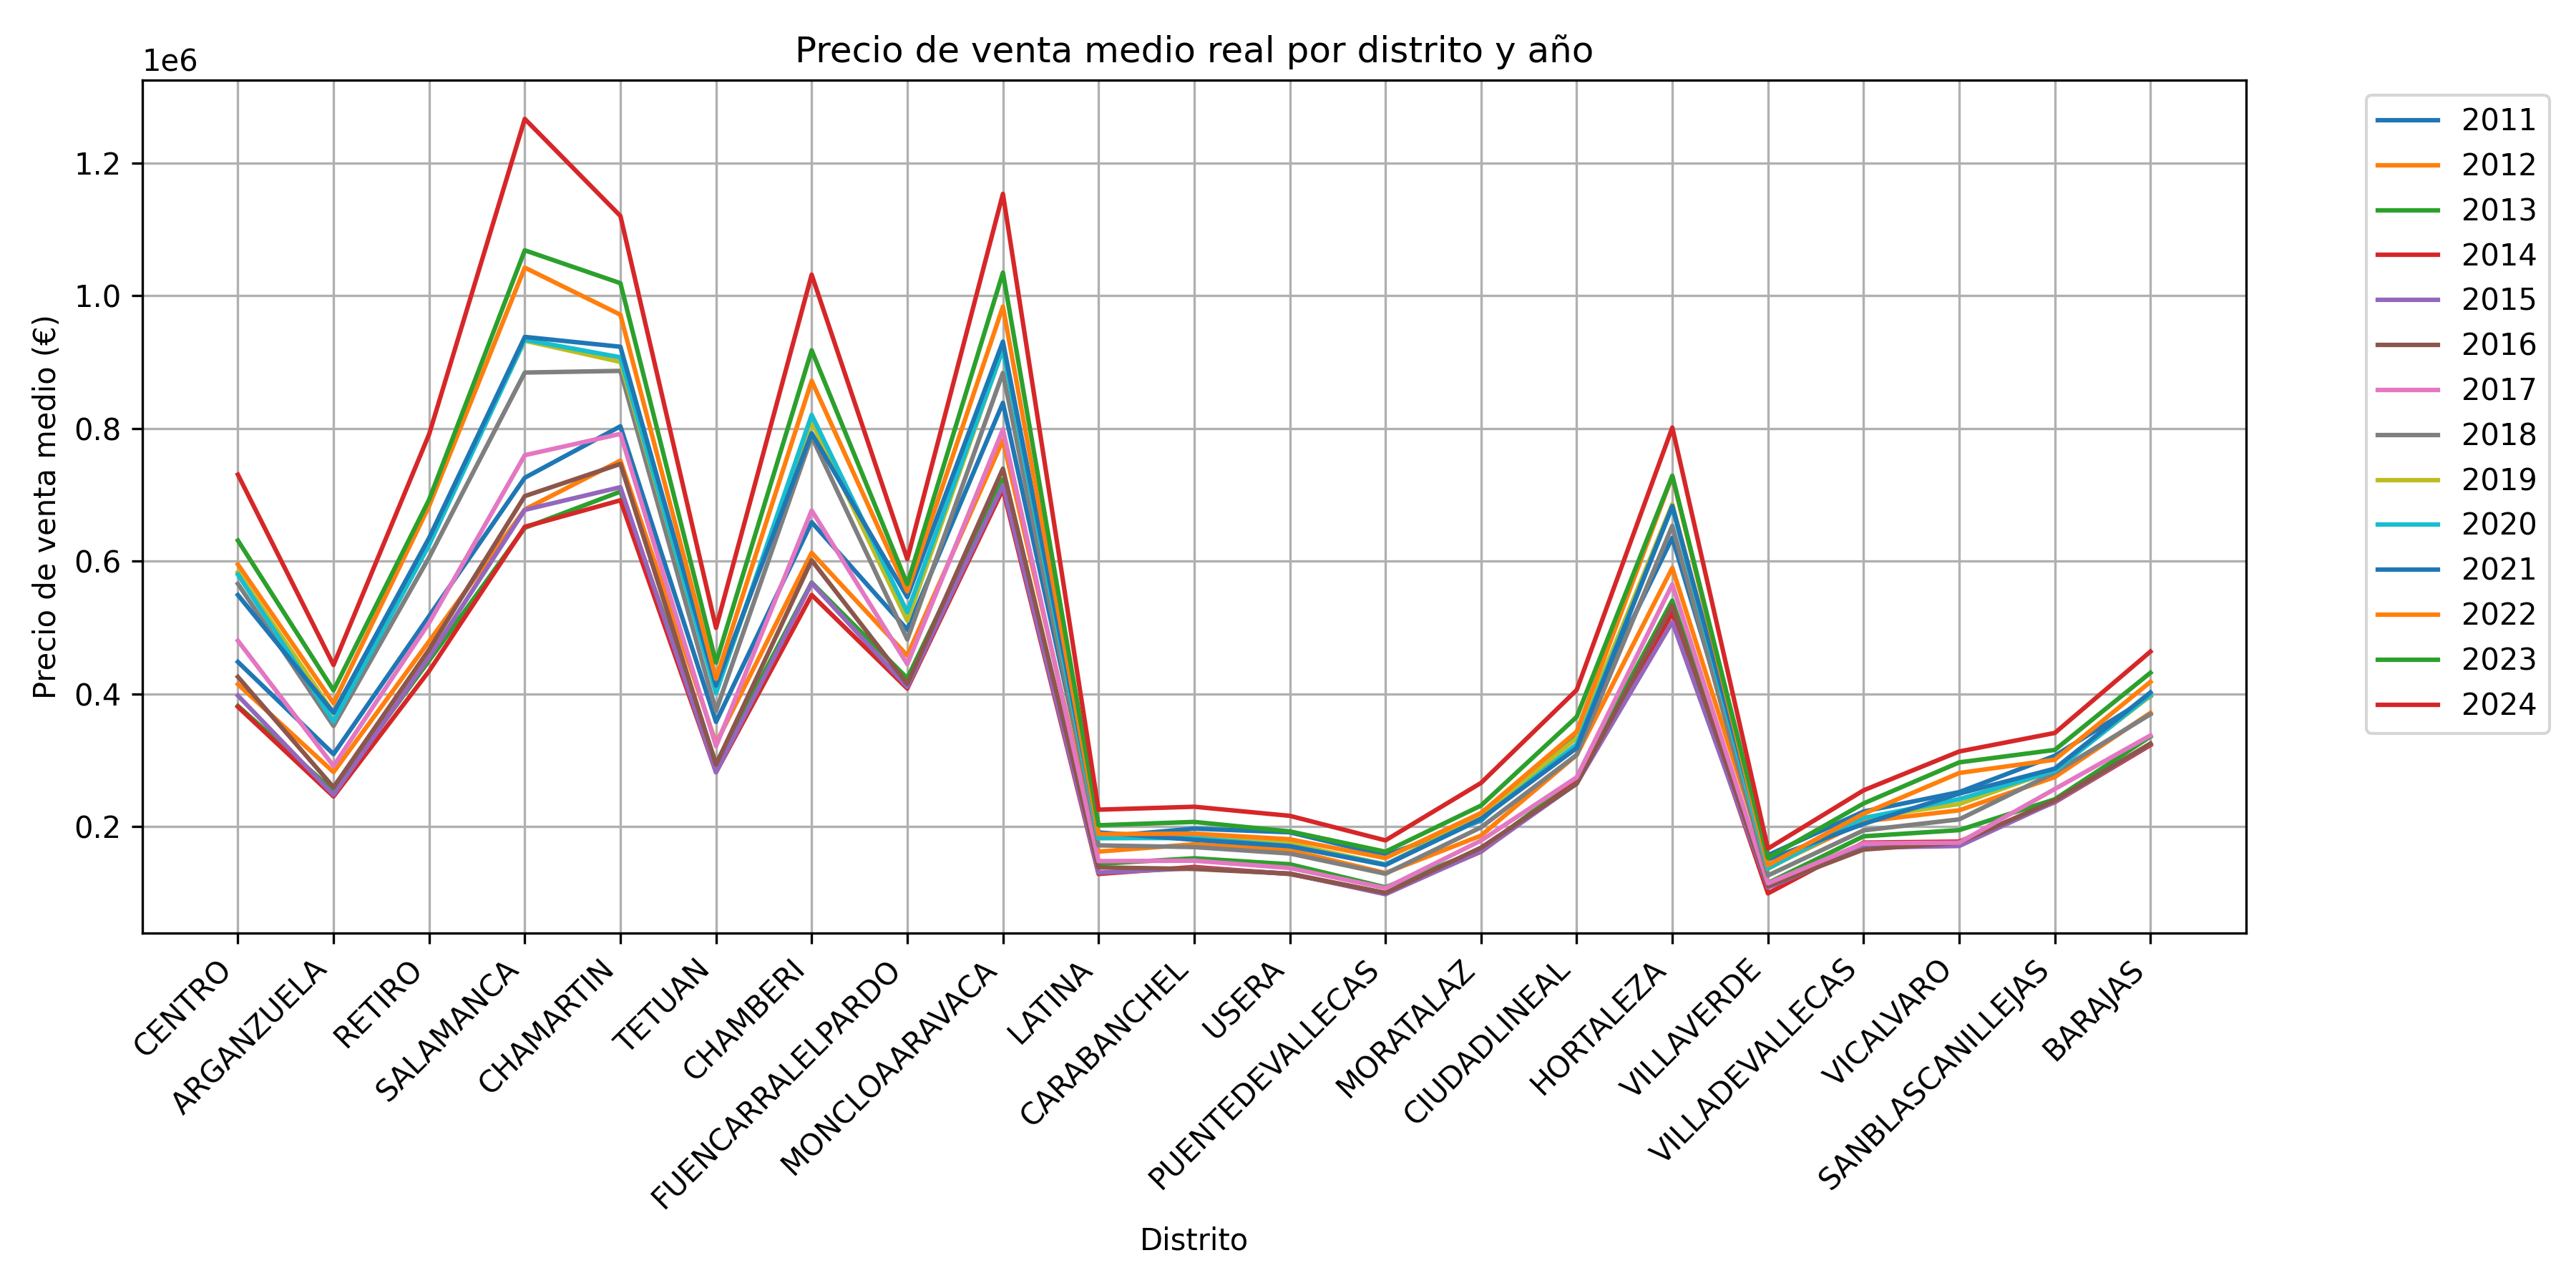 Precio de venta medio real por distrito y año
1e6
1.2
1.0
0.8
0.6
0.4
0.2
Precio de venta medio (€)
CENTRO
ARGANZUELA
RETIRO
SALAMANCA
CHAMARTIN
TETUAN
CHAMBERI
FUENCARRALELPARDO
MONCLOAARAVACA
LATINA
CARABANCHEL
USERA
PUENTEDEVALLECAS
MORATALAZ
CIUDADLINEAL
HORTALEZA
VILLAVERDE
VILLADEVALLECAS
VICALVARO
SANBLASCANILLEJAS
BARAJAS
Distrito
2011
2012
2013
2014
2015
2016
2017
2018
2019
2020
2021
2022
2023
2024